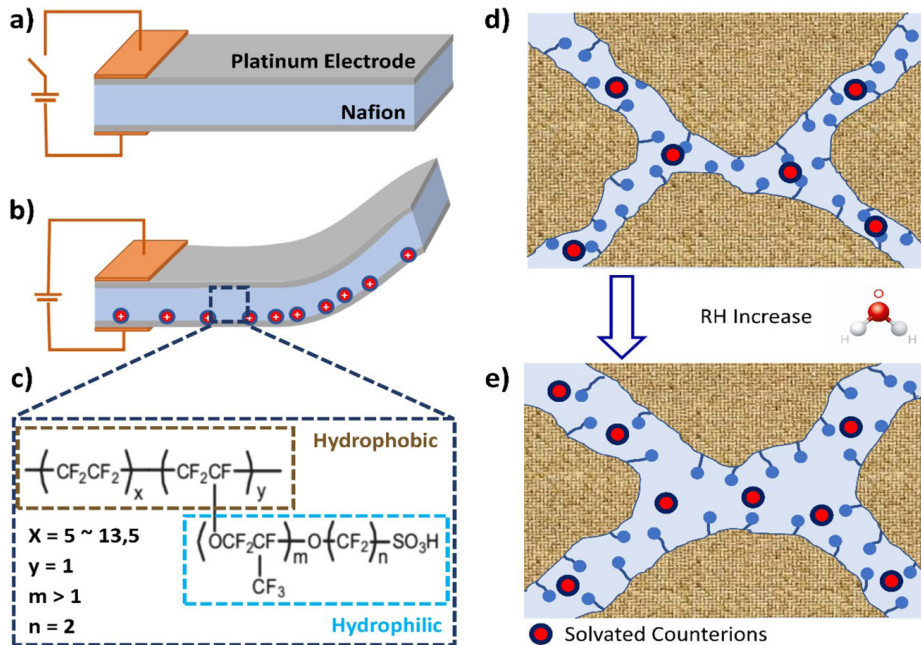 a)
Platinum Electrode
Nafion
b)
+ + + + + + + + + +
c)
Hydrophobic
( CF₂CF₂ )x ( CF₂CF )y
( OCF₂CF )m O ( CF₂ )n SO₃H
CF₃
X = 5 ~ 13,5
y = 1
m > 1
n = 2
Hydrophilic
d)
RH Increase
O
H H
e)
Solvated Counterions